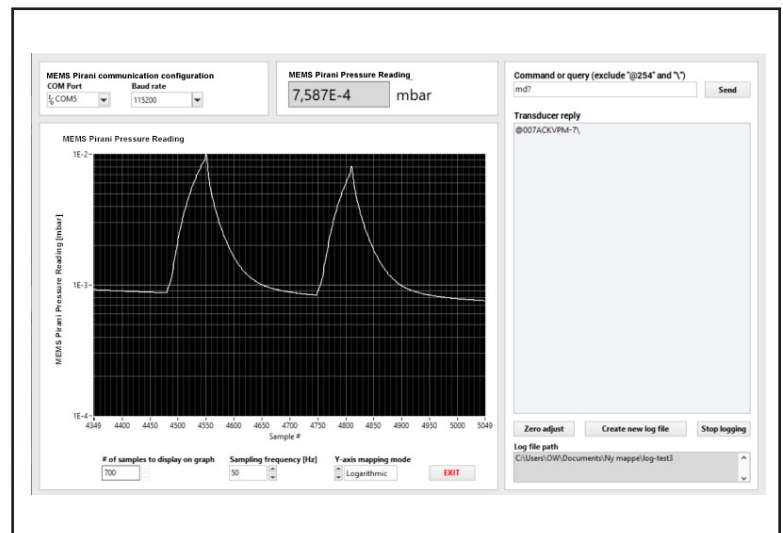 MEMS Pirani communication configuration
COM Port
Baud rate
COM5
115200
MEMS Pirani Pressure Reading
7,587E-4 mbar
Command or query (exclude "@254" and "\")
md?
Send
Transducer reply
@007ACKVPM-7\
MEMS Pirani Pressure Reading
MEMS Pirani Pressure Reading [mbar]
1E-2
1E-3
1E-4
4349 4400 4450 4500 4550 4600 4650 4700 4750 4800 4850 4900 4950 5000 5049
Sample #
# of samples to display on graph
700
Sampling frequency [Hz]
50
Y-axis mapping mode
Logarithmic
EXIT
Zero adjust
Create new log file
Stop logging
Log file path
C:\Users\OW\Documents\Ny mappe\log-test3